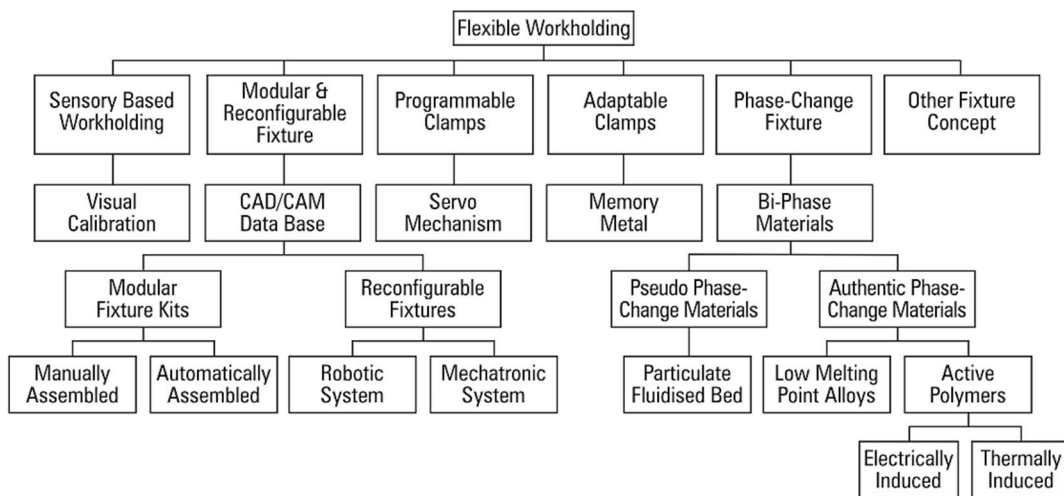 Flexible Workholding
Sensory Based
Workholding
Modular &
Reconfigurable
Fixture
Programmable
Clamps
Adaptable
Clamps
Phase-Change
Fixture
Other Fixture
Concept
Visual
Calibration
CAD/CAM
Data Base
Servo
Mechanism
Memory
Metal
Bi-Phase
Materials
Modular
Fixture Kits
Reconfigurable
Fixtures
Pseudo Phase-
Change Materials
Authentic Phase-
Change Materials
Manually
Assembled
Automatically
Assembled
Robotic
System
Mechatronic
System
Particulate
Fluidised Bed
Low Melting
Point Alloys
Active
Polymers
Electrically
Induced
Thermally
Induced